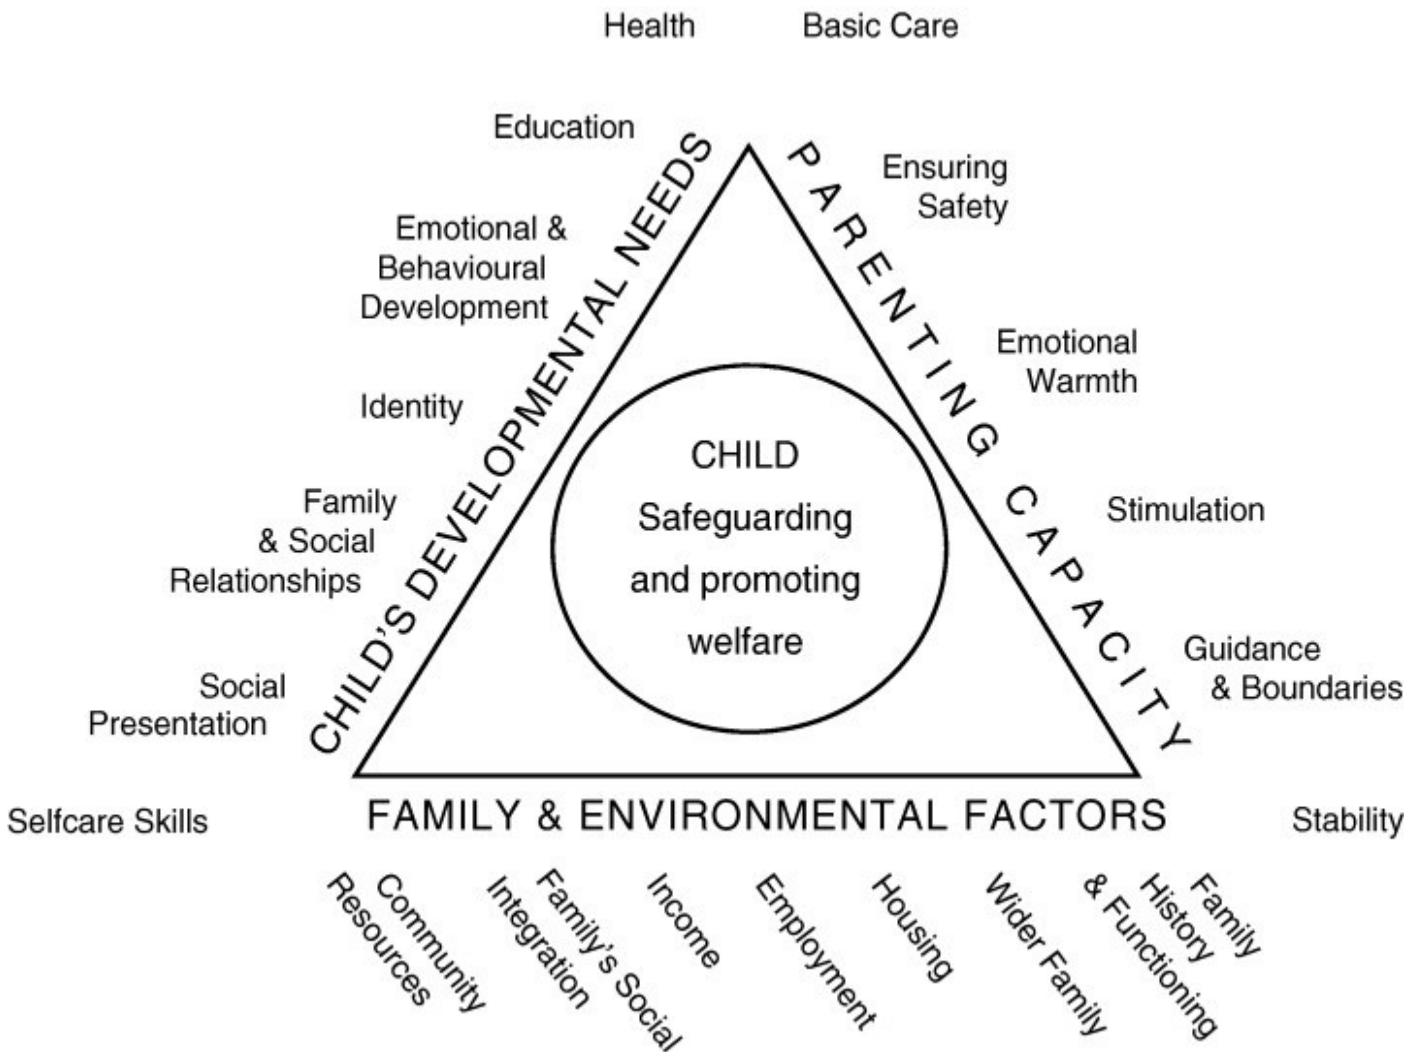 Health
Basic Care
Education
Ensuring
Safety
Emotional &
Behavioural
Development
Emotional
Warmth
Identity
Stimulation
Family
& Social
Relationships
Guidance
& Boundaries
Social
Presentation
Selfcare Skills
Stability
CHILD'S DEVELOPMENTAL NEEDS
PARENTING CAPACITY
CHILD
Safeguarding
and promoting
welfare
FAMILY & ENVIRONMENTAL FACTORS
Community
Resources
Family's Social
Integration
Income
Employment
Housing
Wider Family
Family
History
& Functioning